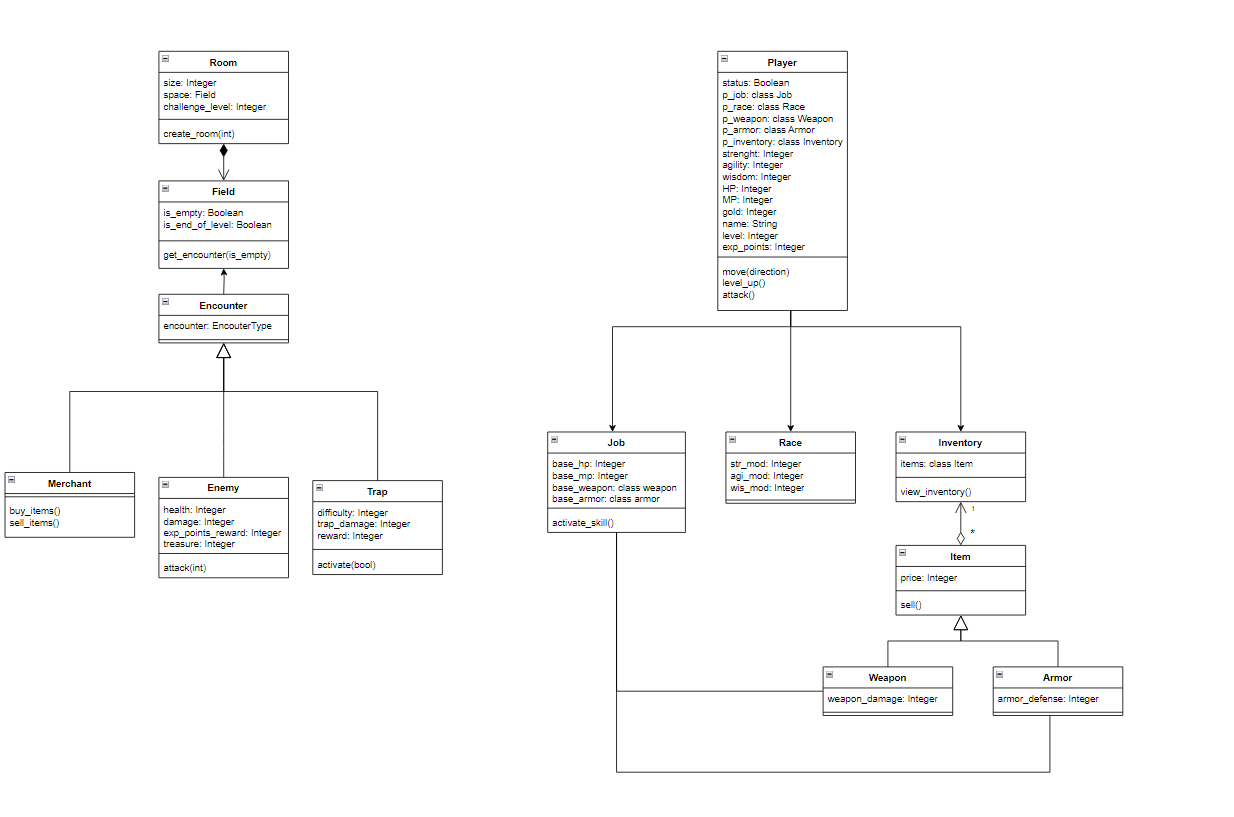 Room
size: Integer
space: Field
challenge_level: Integer
create_room(int)
Field
is_empty: Boolean
is_end_of_level: Boolean
get_encounter(is_empty)
Encounter
encounter: EncouterType
Merchant
buy_items()
sell_items()
Enemy
health: Integer
damage: Integer
exp_points_reward: Integer
treasure: Integer
attack(int)
Trap
difficulty: Integer
trap_damage: Integer
reward: Integer
activate(bool)
Player
status: Boolean
p_job: class Job
p_race: class Race
p_weapon: class Weapon
p_armor: class Armor
p_inventory: class Inventory
strenght: Integer
agility: Integer
wisdom: Integer
HP: Integer
MP: Integer
gold: Integer
name: String
level: Integer
exp_points: Integer
move(direction)
level_up()
attack()
Job
base_hp: Integer
base_mp: Integer
base_weapon: class weapon
base_armor: class armor
activate_skill()
Race
str_mod: Integer
agi_mod: Integer
wis_mod: Integer
Inventory
items: class Item
view_inventory()
1
*
Item
price: Integer
sell()
Weapon
weapon_damage: Integer
Armor
armor_defense: Integer